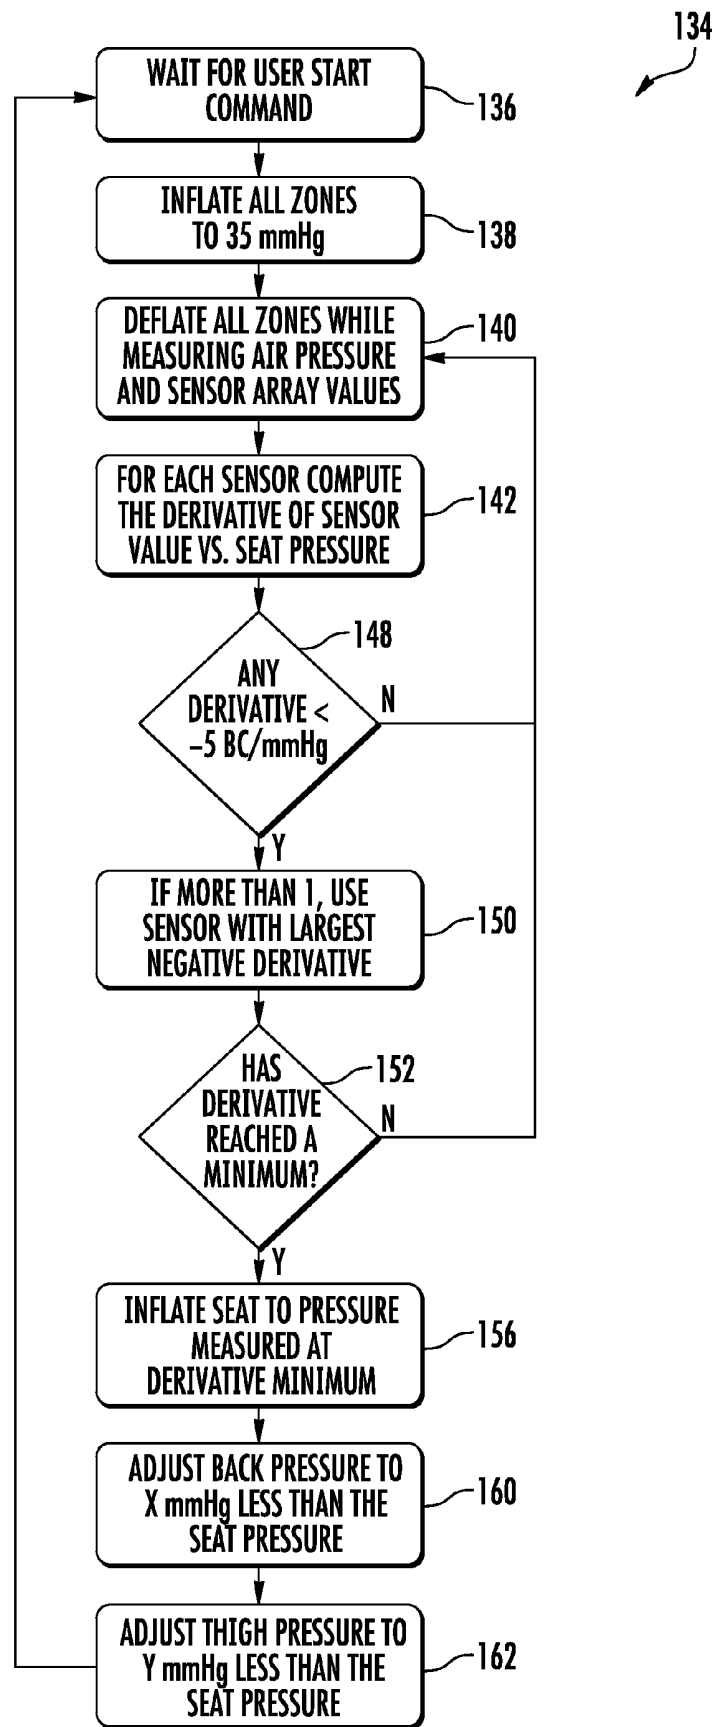 134
WAIT FOR USER START
COMMAND
136
INFLATE ALL ZONES
TO 35 mmHg
138
DEFLATE ALL ZONES WHILE
MEASURING AIR PRESSURE
AND SENSOR ARRAY VALUES
140
FOR EACH SENSOR COMPUTE
THE DERIVATIVE OF SENSOR
VALUE VS. SEAT PRESSURE
142
148
ANY
DERIVATIVE <
–5 BC/mmHg
N
Y
IF MORE THAN 1, USE
SENSOR WITH LARGEST
NEGATIVE DERIVATIVE
150
152
HAS
DERIVATIVE
REACHED A
MINIMUM?
N
Y
INFLATE SEAT TO PRESSURE
MEASURED AT
DERIVATIVE MINIMUM
156
ADJUST BACK PRESSURE TO
X mmHg LESS THAN THE
SEAT PRESSURE
160
ADJUST THIGH PRESSURE TO
Y mmHg LESS THAN THE
SEAT PRESSURE
162